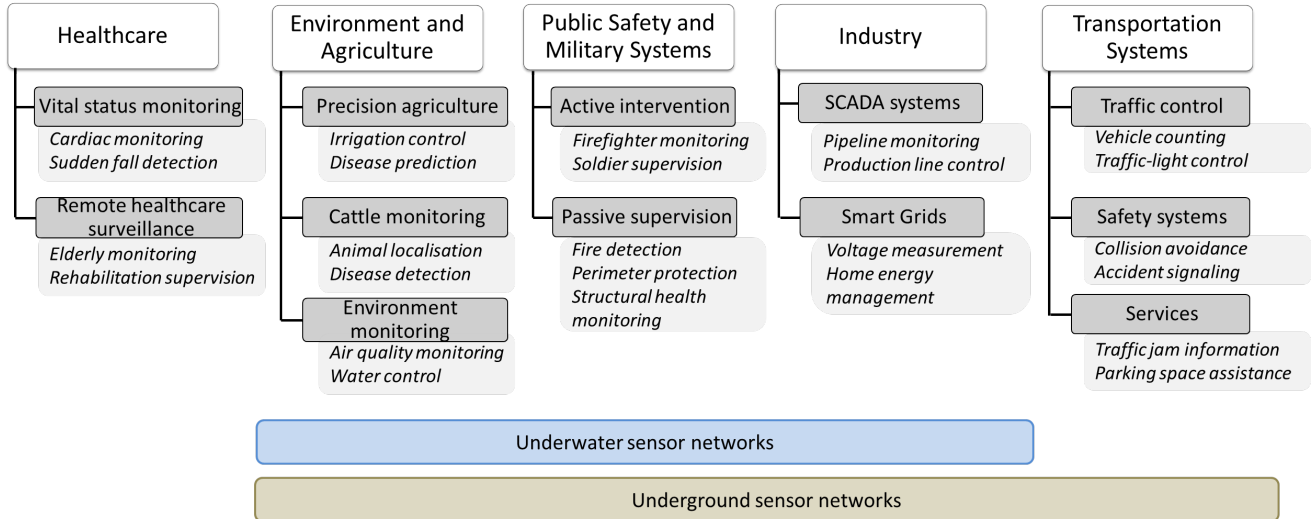 Healthcare
Vital status monitoring
Cardiac monitoring
Sudden fall detection
Remote healthcare
surveillance
Elderly monitoring
Rehabilitation supervision
Environment and
Agriculture
Precision agriculture
Irrigation control
Disease prediction
Cattle monitoring
Animal localisation
Disease detection
Environment
monitoring
Air quality monitoring
Water control
Public Safety and
Military Systems
Active intervention
Firefighter monitoring
Soldier supervision
Passive supervision
Fire detection
Perimeter protection
Structural health
monitoring
Industry
SCADA systems
Pipeline monitoring
Production line control
Smart Grids
Voltage measurement
Home energy
management
Transportation
Systems
Traffic control
Vehicle counting
Traffic-light control
Safety systems
Collision avoidance
Accident signaling
Services
Traffic jam information
Parking space assistance
Underwater sensor networks
Underground sensor networks